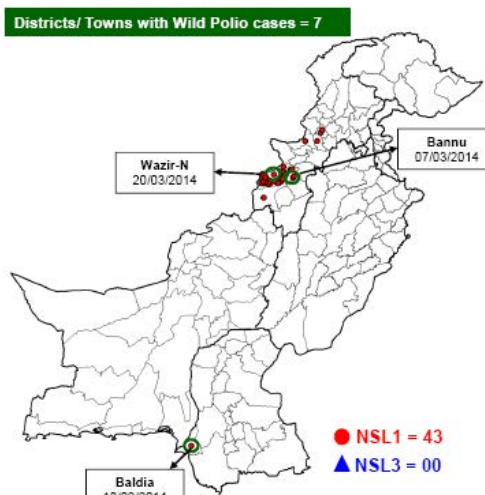 Districts/ Towns with Wild Polio cases = 7
Bannu
07/03/2014
Wazir-N
20/03/2014
NSL1 = 43
NSL3 = 00
Baldia